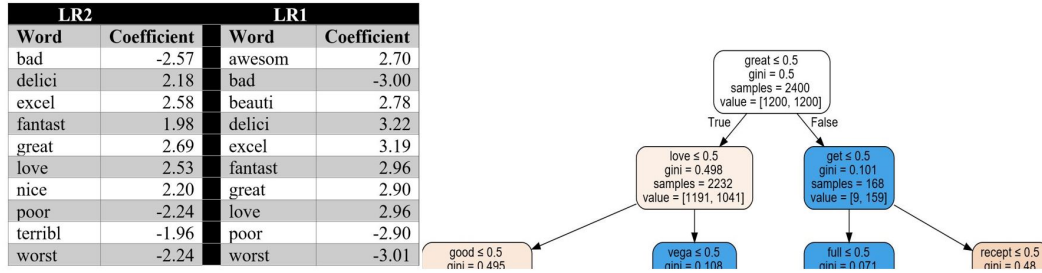 LR2 LR1
Word Coefficient Word Coefficient
bad -2.57 awesom 2.70
delici 2.18 bad -3.00
excel 2.58 beauti 2.78
fantast 1.98 delici 3.22
great 2.69 excel 3.19
love 2.53 fantast 2.96
nice 2.20 great 2.90
poor -2.24 love 2.96
terribl -1.96 poor -2.90
worst -2.24 worst -3.01
great ≤ 0.5
gini = 0.5
samples = 2400
value = [1200, 1200]
True False
love ≤ 0.5
gini = 0.498
samples = 2232
value = [1191, 1041]
get ≤ 0.5
gini = 0.101
samples = 168
value = [9, 159]
good ≤ 0.5
gini = 0.495
vega ≤ 0.5
gini = 0.108
full ≤ 0.5
gini = 0.071
recept ≤ 0.5
gini = 0.48